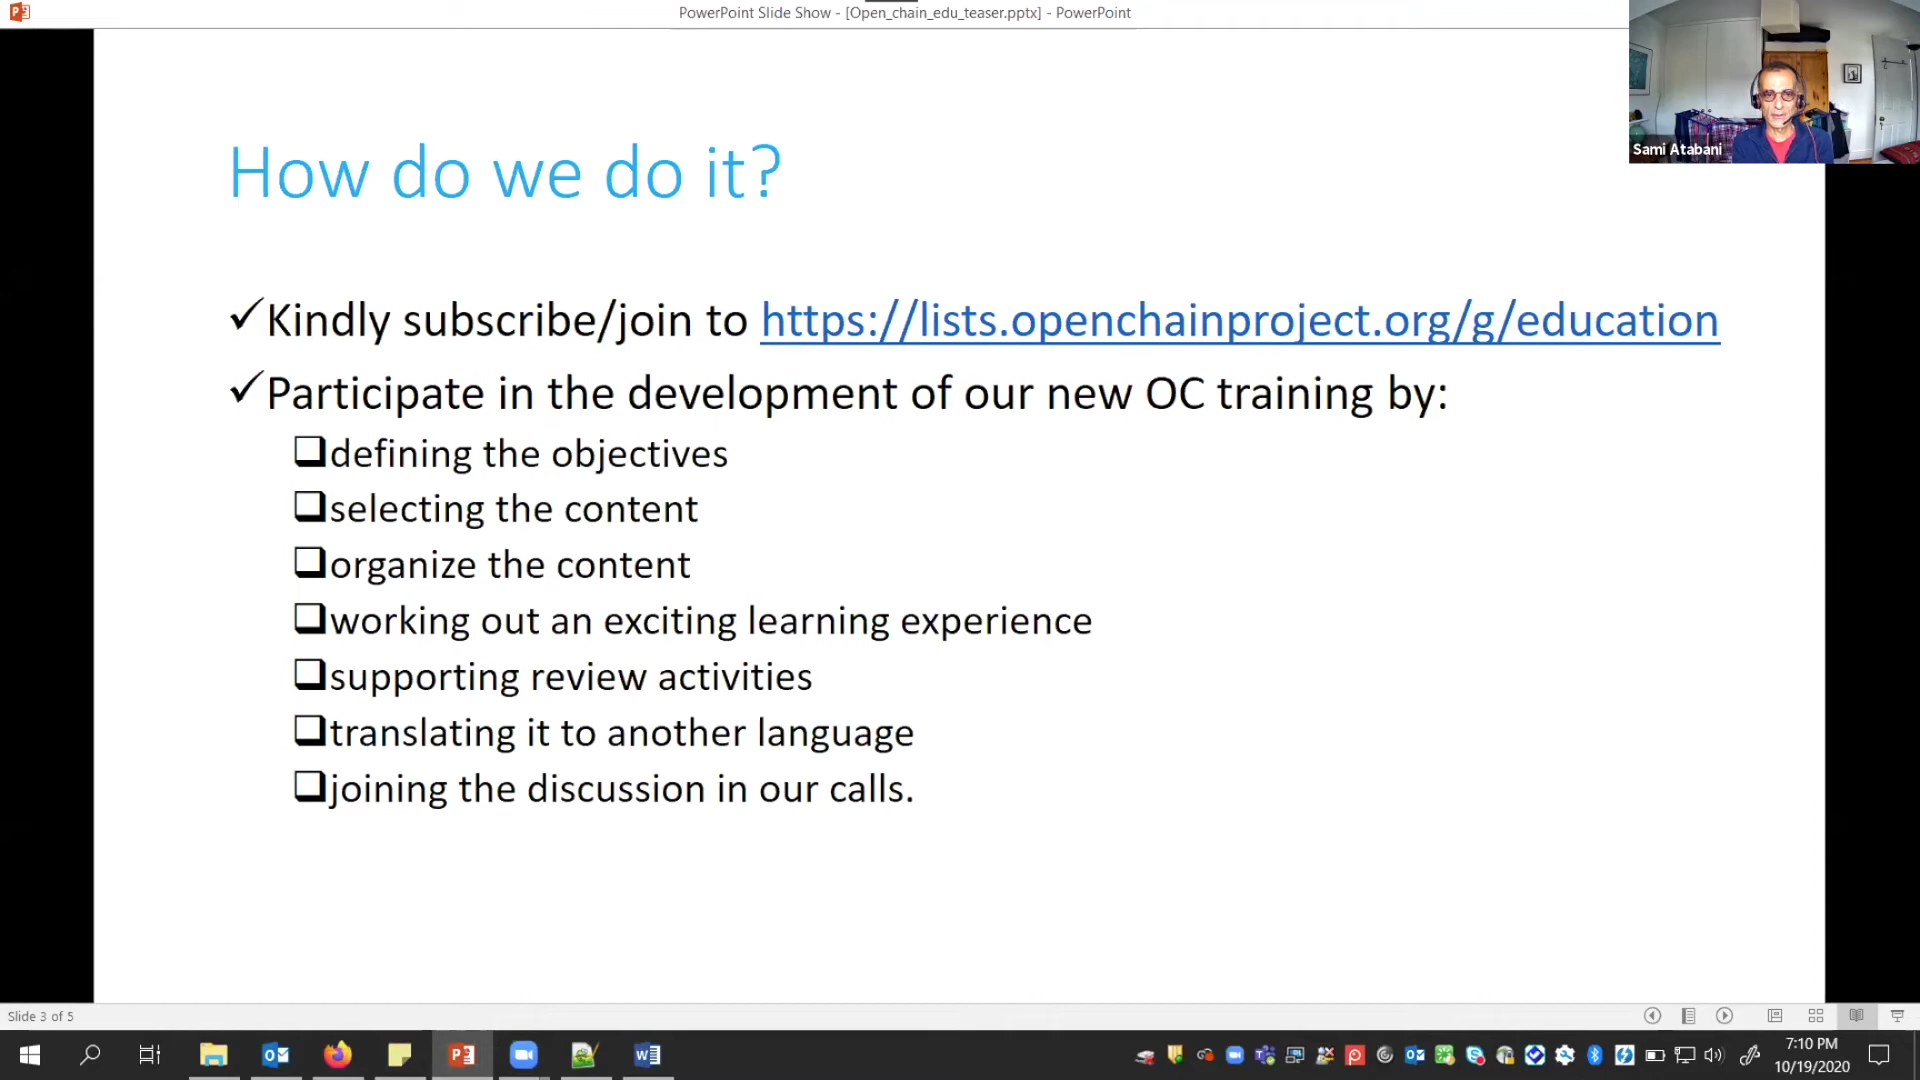 PowerPoint Slide Show - [Open_chain_edu_teaser.pptx] - PowerPoint
Sami Atabani
How do we do it?
Kindly subscribe/join to https://lists.openchainproject.org/g/education
Participate in the development of our new OC training by:
defining the objectives
selecting the content
organize the content
working out an exciting learning experience
supporting review activities
translating it to another language
joining the discussion in our calls.
Slide 3 of 5
7:10 PM
10/19/2020